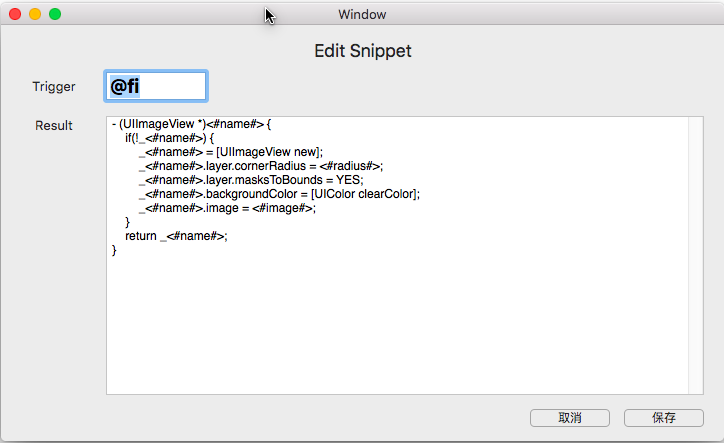 Window
Edit Snippet
Trigger
@fi
Result
- (UIImageView *)<#name#> {
    if(!_<#name#>) {
        _<#name#> = [UIImageView new];
        _<#name#>.layer.cornerRadius = <#radius#>;
        _<#name#>.layer.masksToBounds = YES;
        _<#name#>.backgroundColor = [UIColor clearColor];
        _<#name#>.image = <#image#>;
    }
    return _<#name#>;
}
取消
保存